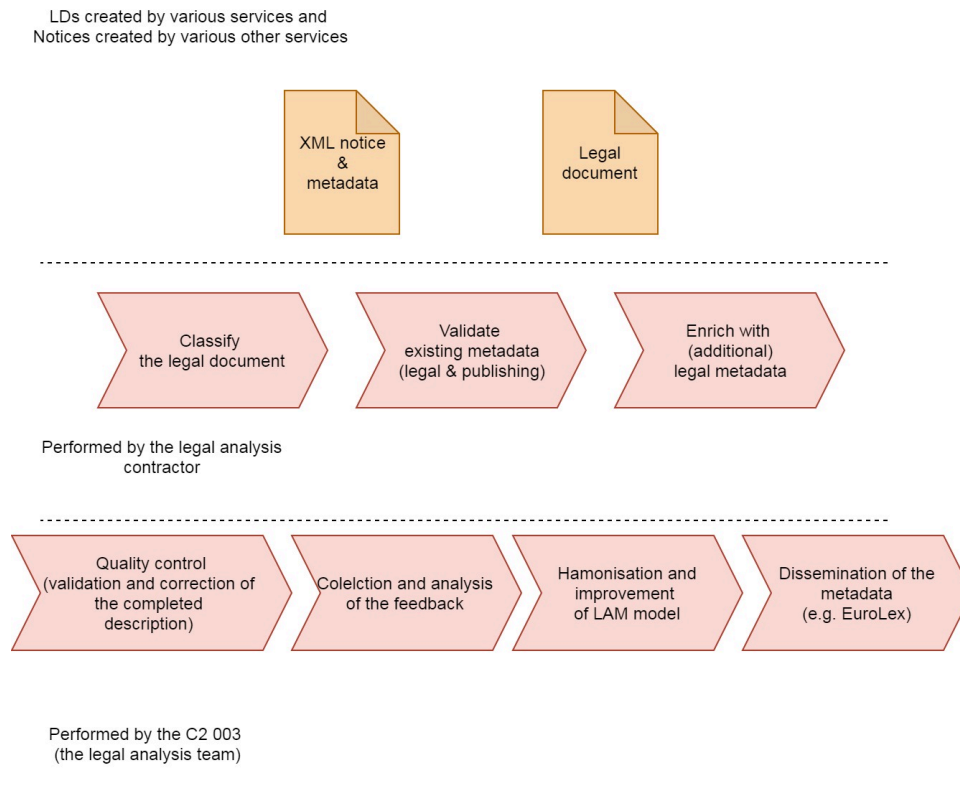 LDs created by various services and
Notices created by various other services
XML notice
&
metadata
Legal
document
Classify
the legal document
Validate
existing metadata
(legal & publishing)
Enrich with
(additional)
legal metadata
Performed by the legal analysis
contractor
Quality control
(validation and correction of
the completed
description)
Colelction and analysis
of the feedback
Hamonisation and
improvement
of LAM model
Dissemination of the
metadata
(e.g. EuroLex)
Performed by the C2 003
(the legal analysis team)